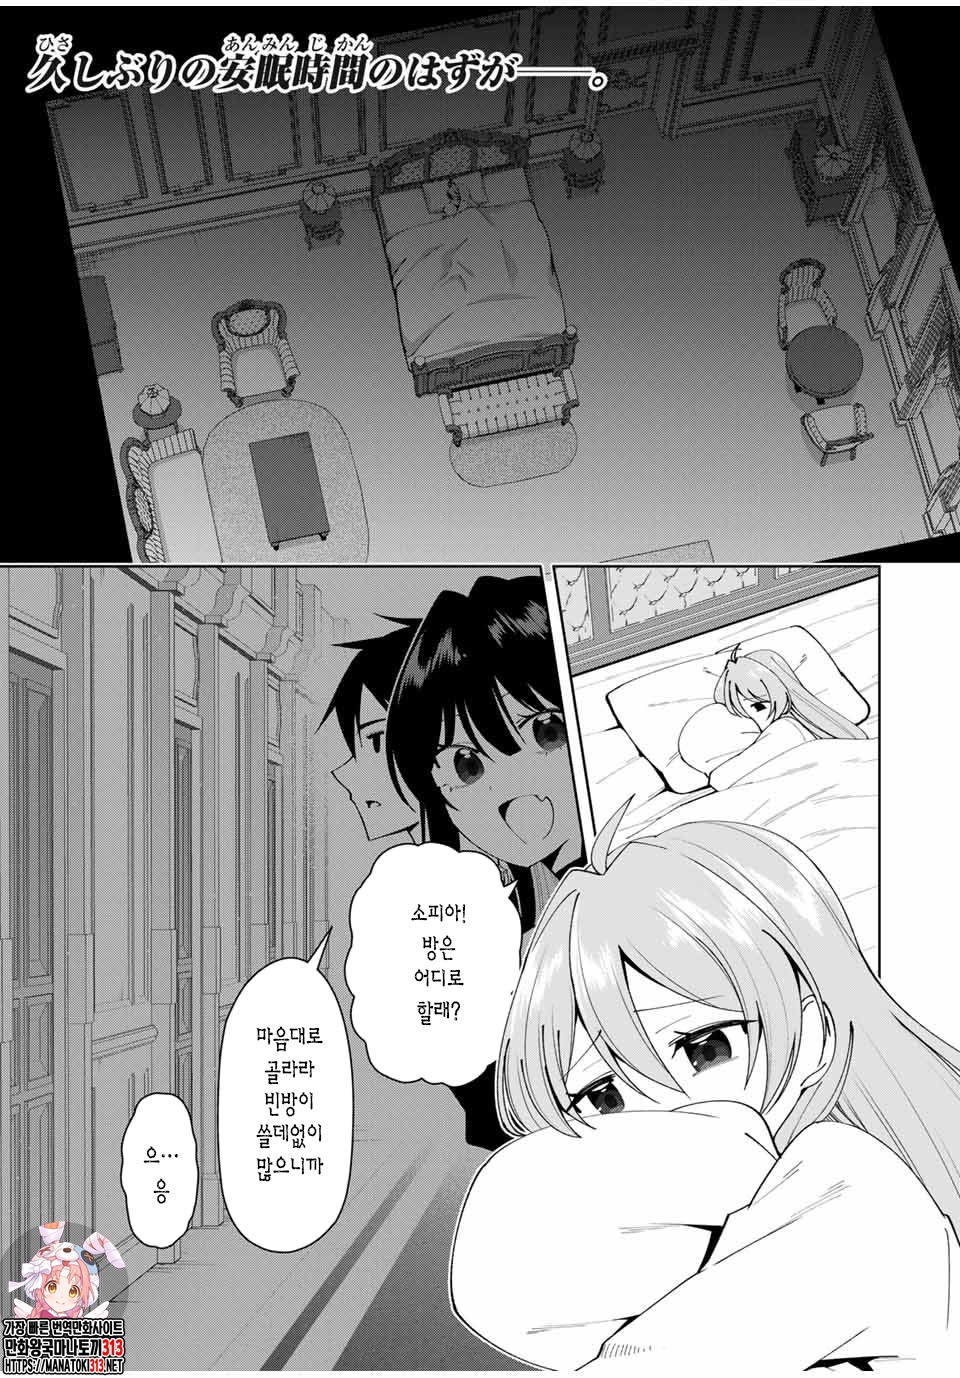 久しぶりの安眠時間のはずが――。
소피아!
방은
어디로
할래?
마음대로
골라라
빈방이
쓸데없이
많으니까
으…
응
가장 빠른 번역만화사이트
만화왕국마나토끼313
HTTPS://MANATOKI313.NET